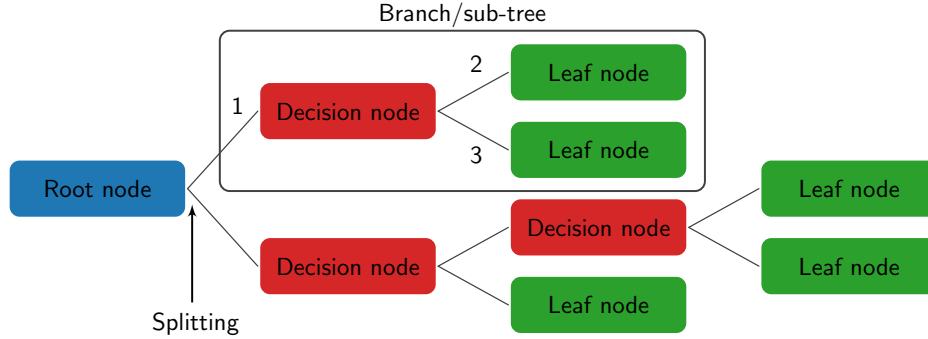 Branch/sub-tree
2
Leaf node
1
Decision node
3
Leaf node
Root node
Leaf node
Decision node
Decision node
Leaf node
Leaf node
Splitting